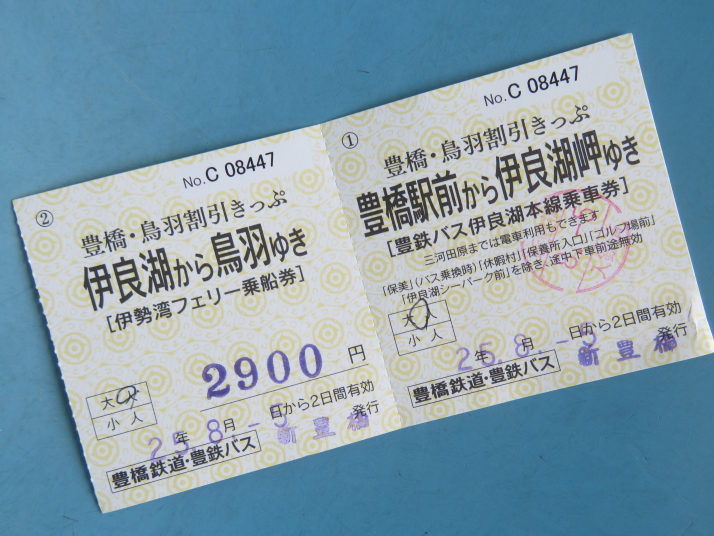 No. C 08447
②
豊橋・鳥羽割引きっぷ
伊良湖から鳥羽ゆき
[伊勢湾フェリー乗船券]
2900円
大人
小人
25年 8月 -3日から2日間有効
新豊橋 発行
豊橋鉄道・豊鉄バス
No. C 08447
①
豊橋・鳥羽割引きっぷ
豊橋駅前から伊良湖岬ゆき
[豊鉄バス伊良湖本線乗車券]
三河田原までは電車利用もできます
「保美」(バス乗換時)「休暇村」「保養所入口」「ゴルフ場前」
「伊良湖シーパーク前」を除き、途中下車前途無効
大人
小人
25年 8月 -3日から2日間有効
新豊橋 発行
豊橋鉄道・豊鉄バス